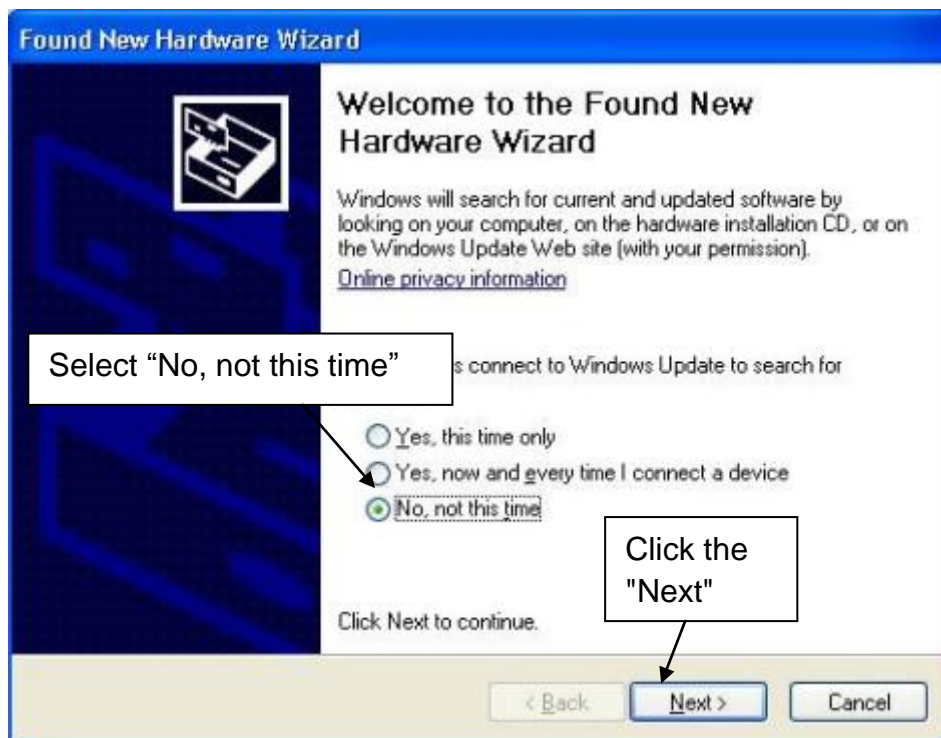 Found New Hardware Wizard
Welcome to the Found New
Hardware Wizard
Windows will search for current and updated software by
looking on your computer, on the hardware installation CD, or on
the Windows Update Web site (with your permission).
Online privacy information
Select “No, not this time”
s connect to Windows Update to search for
Yes, this time only
Yes, now and every time I connect a device
No, not this time
Click the
"Next"
Click Next to continue.
< Back
Next >
Cancel